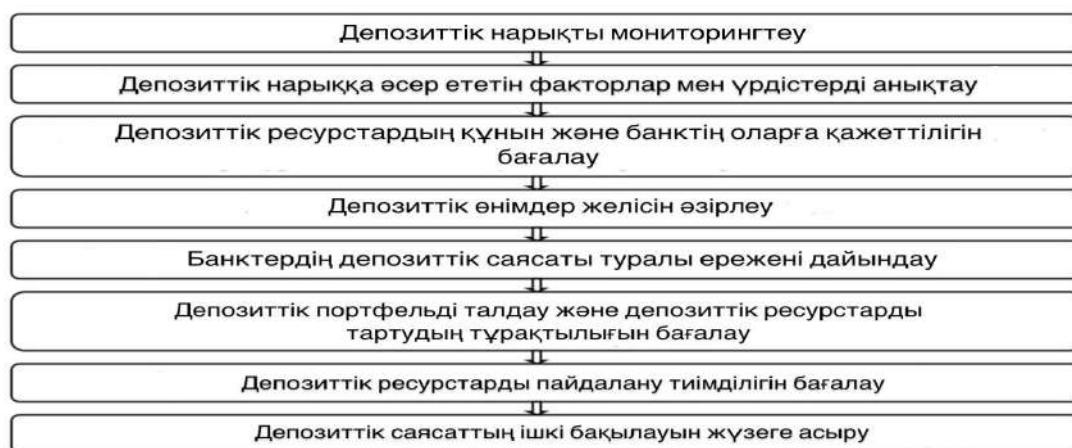 Депозиттік нарықты мониторингтеу
Депозиттік нарыққа әсер ететін факторлар мен үрдістерді анықтау
Депозиттік ресурстардың құнын және банктің оларға қажеттілігін
бағалау
Депозиттік өнімдер желісін әзірлеу
Банктердің депозиттік саясаты туралы ережені дайындау
Депозиттік портфельді талдау және депозиттік ресурстарды
тартудың тұрақтылығын бағалау
Депозиттік ресурстарды пайдалану тиімділігін бағалау
Депозиттік саясаттың ішкі бақылауын жүзеге асыру